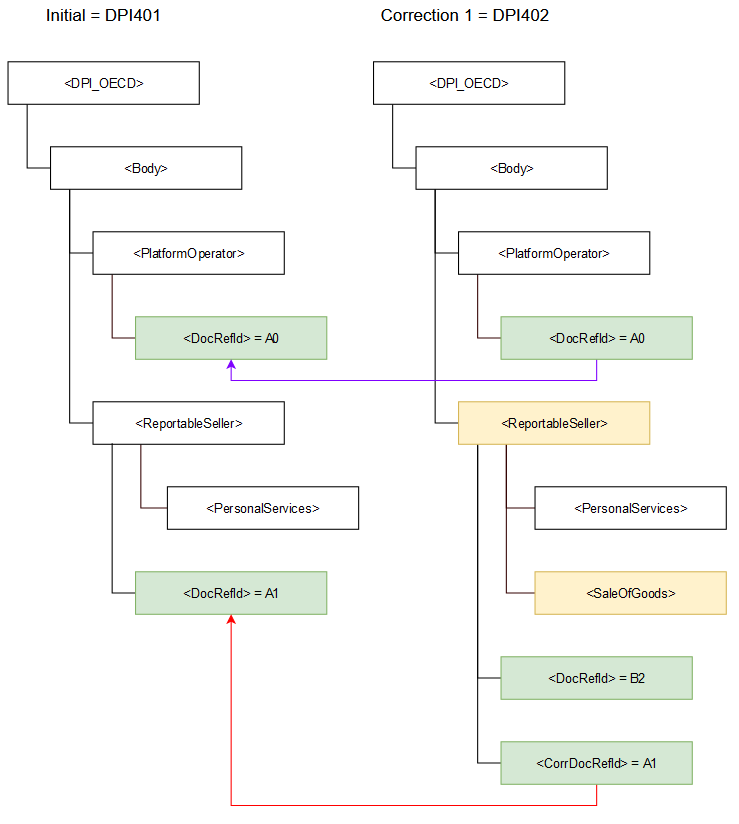 Initial = DPI401
<DPI_OECD>
<Body>
<PlatformOperator>
<DocRefId> = A0
<ReportableSeller>
<PersonalServices>
<DocRefId> = A1
Correction 1 = DPI402
<DPI_OECD>
<Body>
<PlatformOperator>
<DocRefId> = A0
<ReportableSeller>
<PersonalServices>
<SaleOfGoods>
<DocRefId> = B2
<CorrDocRefId> = A1